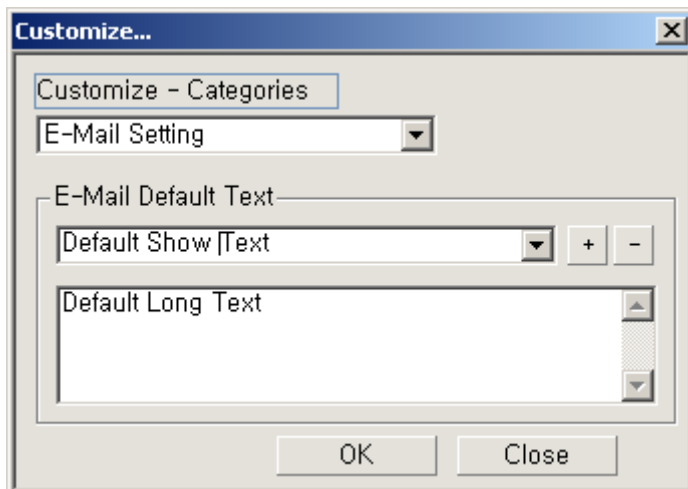 Customize...
Customize - Categories
E-Mail Setting
E-Mail Default Text
Default Show Text
+ -
Default Long Text
OK Close